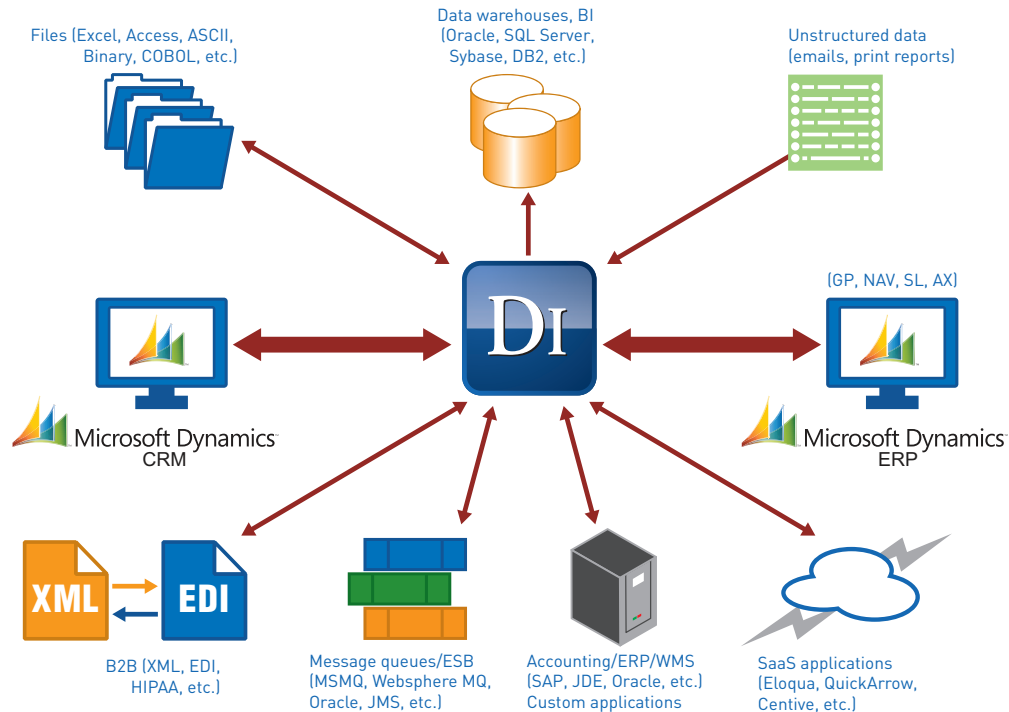 Files (Excel, Access, ASCII,
Binary, COBOL, etc.)
Data warehouses, BI
(Oracle, SQL Server,
Sybase, DB2, etc.)
Unstructured data
(emails, print reports)
DI
(GP, NAV, SL, AX)
Microsoft Dynamics
CRM
Microsoft Dynamics
ERP
XML
EDI
B2B (XML, EDI,
HIPAA, etc.)
Message queues/ESB
(MSMQ, Websphere MQ,
Oracle, JMS, etc.)
Accounting/ERP/WMS
(SAP, JDE, Oracle, etc.)
Custom applications
SaaS applications
(Eloqua, QuickArrow,
Centive, etc.)